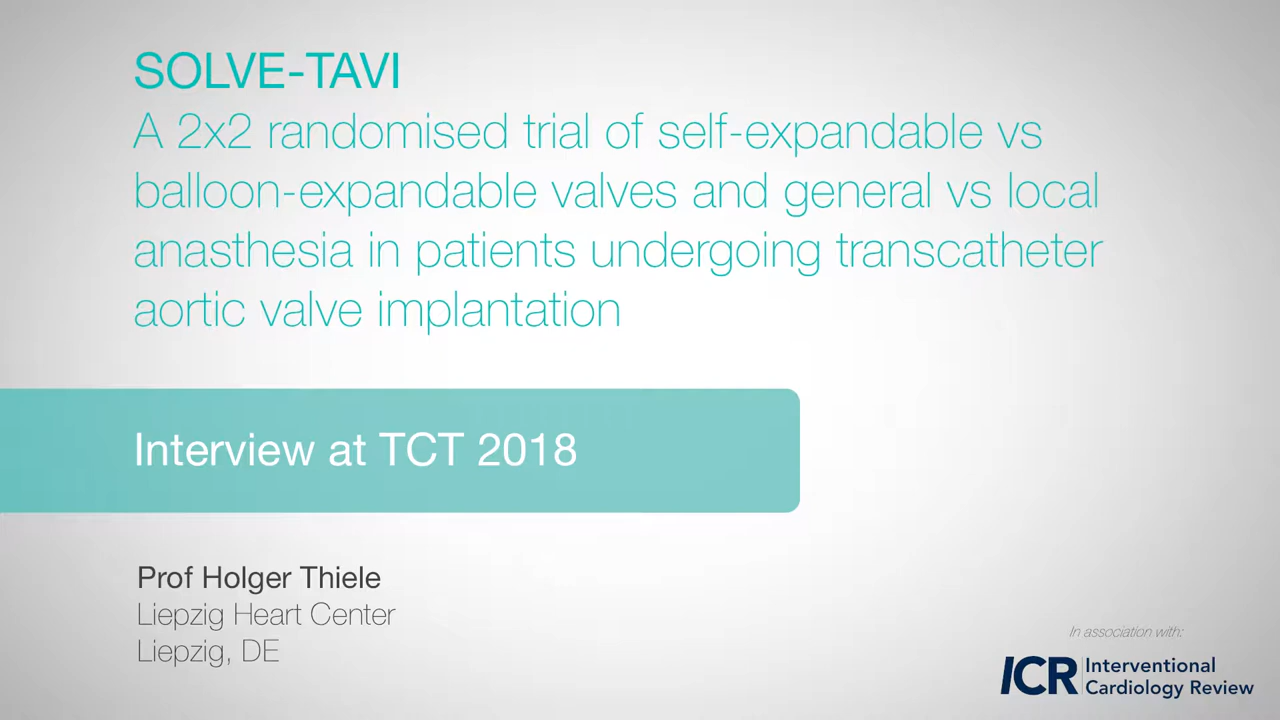 SOLVE-TAVI
A 2x2 randomised trial of self-expandable vs
balloon-expandable valves and general vs local
anasthesia in patients undergoing transcatheter
aortic valve implantation
Interview at TCT 2018
Prof Holger Thiele
Liepzig Heart Center
Liepzig, DE
In association with:
ICR Interventional
Cardiology Review